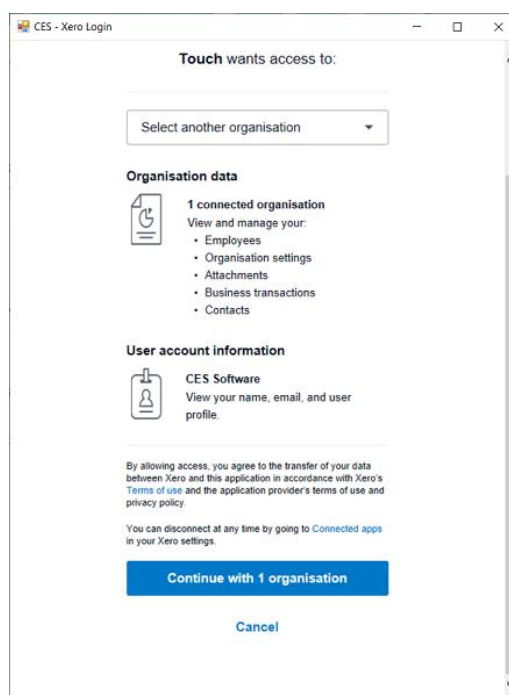 CES - Xero Login
Touch wants access to:
Select another organisation
Organisation data
1 connected organisation
View and manage your:
• Employees
• Organisation settings
• Attachments
• Business transactions
• Contacts
User account information
CES Software
View your name, email, and user
profile.
By allowing access, you agree to the transfer of your data
between Xero and this application in accordance with Xero's
Terms of use and the application provider's terms of use and
privacy policy.
You can disconnect at any time by going to Connected apps
in your Xero settings.
Continue with 1 organisation
Cancel